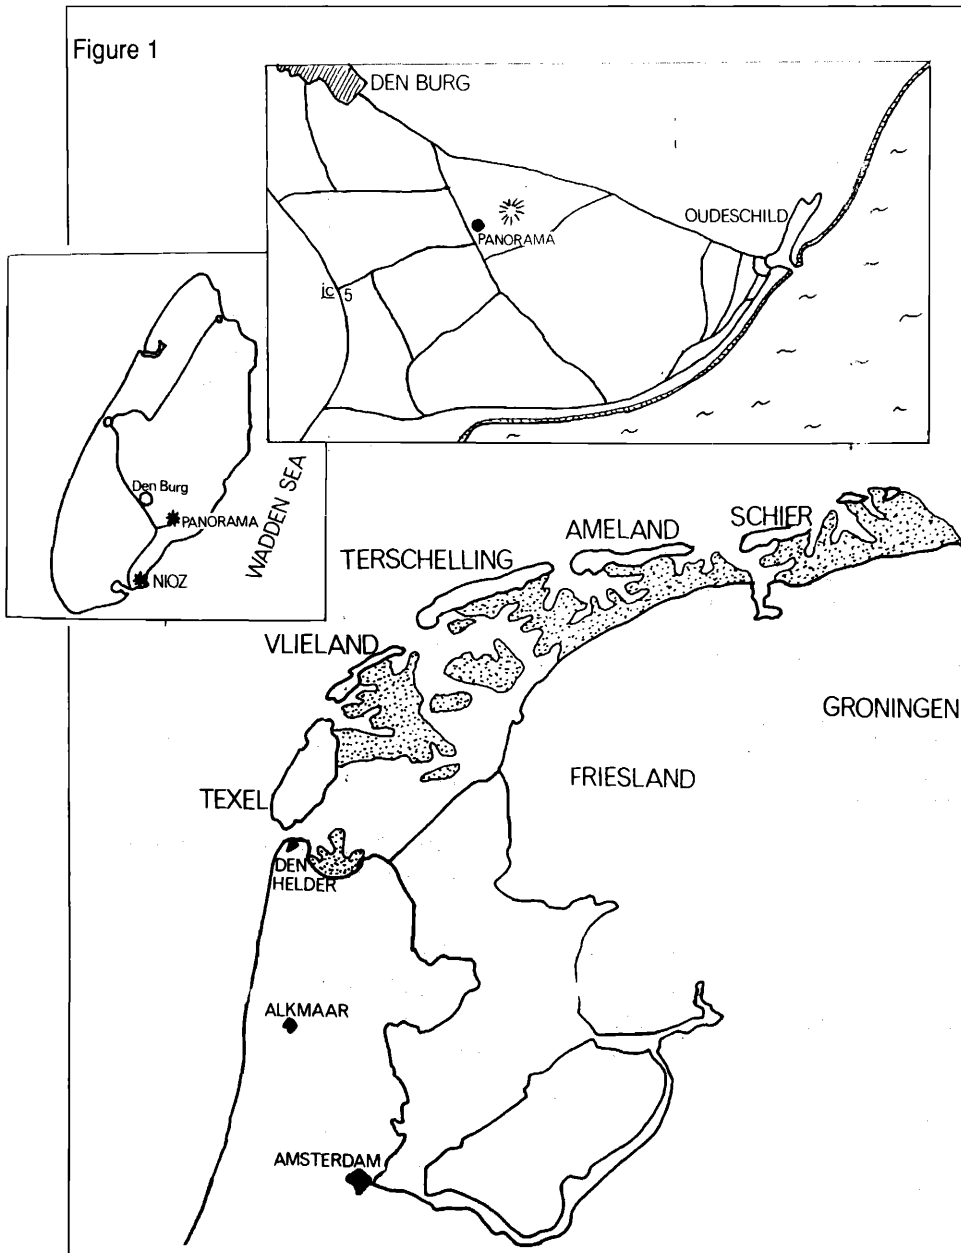 Figure 1
DEN BURG
OUDESCHILD
PANORAMA
jc 5
Den Burg
PANORAMA
NIOZ
WADDEN SEA
SCHIER
AMELAND
TERSCHELLING
VLIELAND
GRONINGEN
FRIESLAND
TEXEL
DEN
HELDER
ALKMAAR
AMSTERDAM